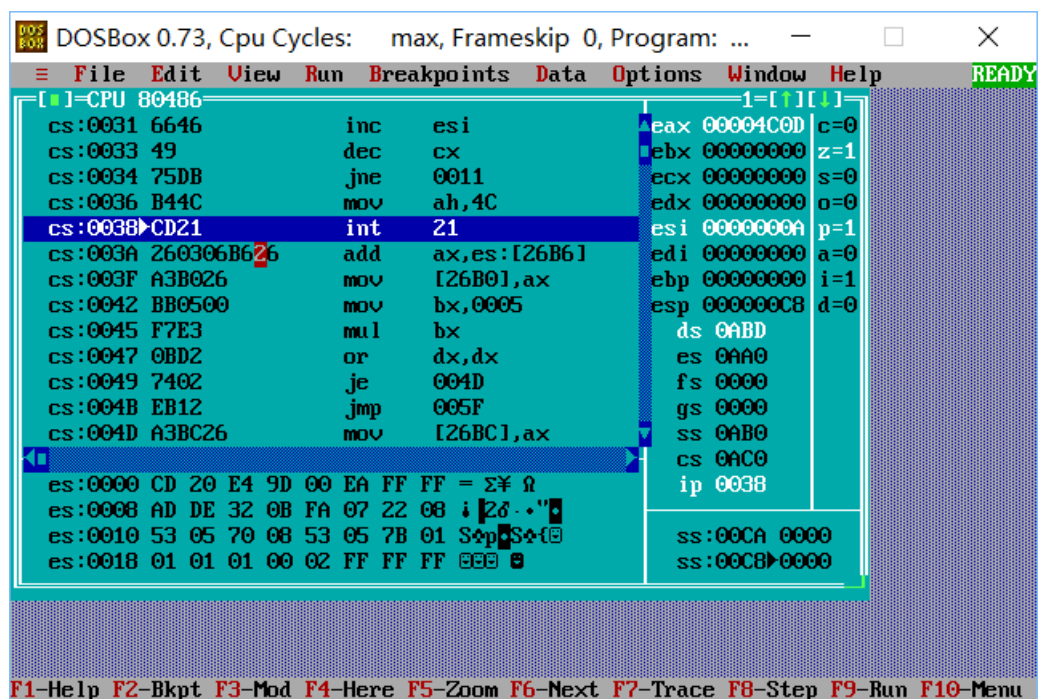 DOSBox 0.73, Cpu Cycles: max, Frameskip 0, Program: ...
≡ File Edit View Run Breakpoints Data Options Window Help READY
[■]=CPU 80486 1=[↑][↓]
cs:0031 6646 inc esi eax 00004C0D c=0
cs:0033 49 dec cx ebx 00000000 z=1
cs:0034 75DB jne 0011 ecx 00000000 s=0
cs:0036 B44C mov ah,4C edx 00000000 o=0
cs:0038►CD21 int 21 esi 0000000A p=1
cs:003A 260306B626 add ax,es:[26B6] edi 00000000 a=0
cs:003F A3B026 mov [26B0],ax ebp 00000000 i=1
cs:0042 BB0500 mov bx,0005 esp 000000C8 d=0
cs:0045 F7E3 mul bx ds 0ABD
cs:0047 0BD2 or dx,dx es 0AA0
cs:0049 7402 je 004D fs 0000
cs:004B EB12 jmp 005F gs 0000
cs:004D A3BC26 mov [26BC],ax ss 0AB0
cs 0AC0
es:0000 CD 20 E4 9D 00 EA FF FF = Σ¥ Ω ip 0038
es:0008 AD DE 32 0B FA 07 22 08
es:0010 53 05 70 08 53 05 7B 01 S♣p◘S♣{☺ ss:00CA 0000
es:0018 01 01 01 00 02 FF FF FF ☺☺☺ ☻ ss:00C8►0000
F1-Help F2-Bkpt F3-Mod F4-Here F5-Zoom F6-Next F7-Trace F8-Step F9-Run F10-Menu